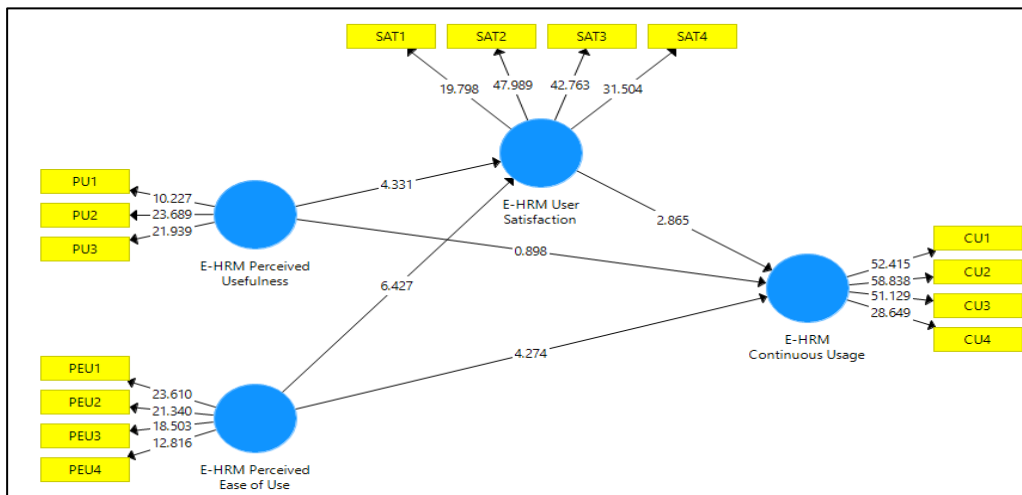 SAT1
SAT2
SAT3
SAT4
19.798
47.989
42.763
31.504
E-HRM User
Satisfaction
PU1
PU2
PU3
10.227
23.689
21.939
E-HRM Perceived
Usefulness
4.331
2.865
0.898
6.427
4.274
CU1
CU2
CU3
CU4
52.415
58.838
51.129
28.649
E-HRM
Continuous Usage
PEU1
PEU2
PEU3
PEU4
23.610
21.340
18.503
12.816
E-HRM Perceived
Ease of Use